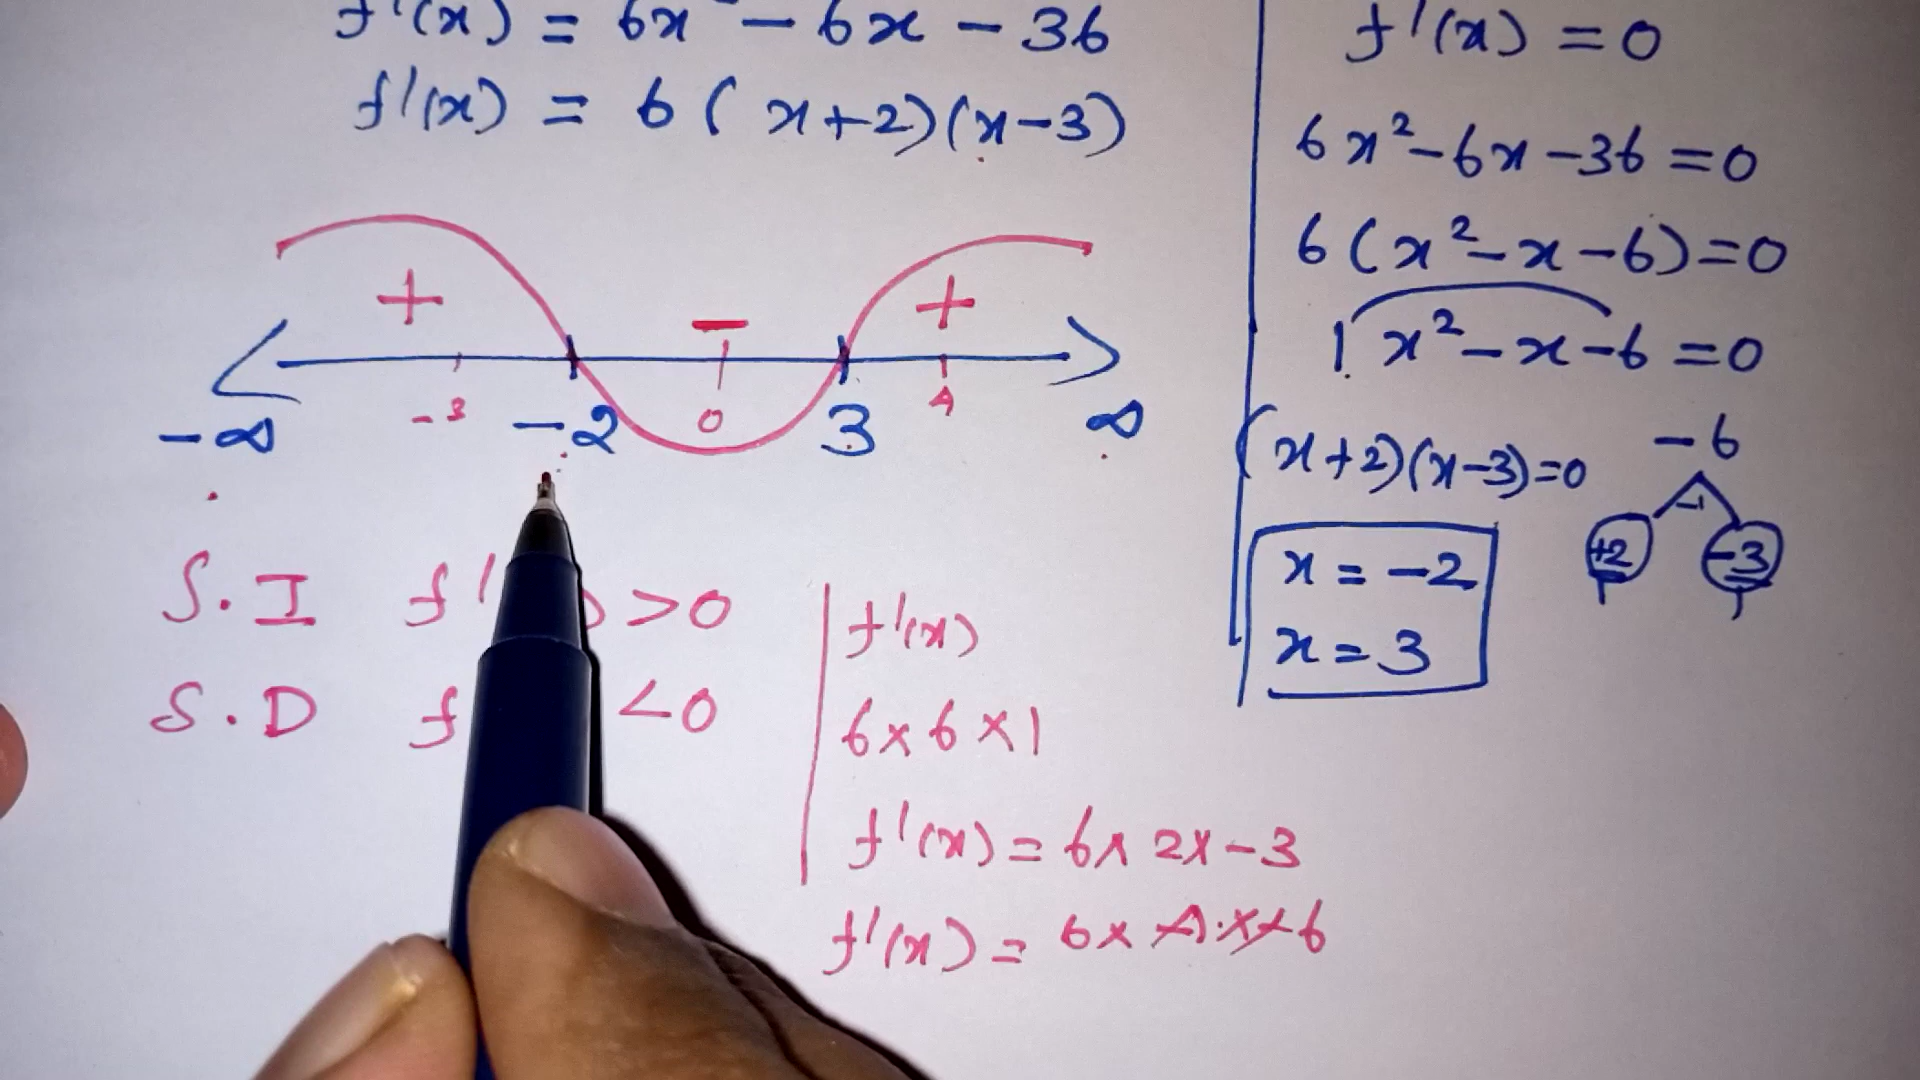 f'(x) = 6x² - 6x - 36
f'(x) = 6(x+2)(x-3)
+ - +
-3 0 4
-∞ -2 3 ∞
S.I f' >0
S.D f <0
f'(x)
6×6×1
f'(x) = 6×2×-3
f'(x) = 6×
f'(x) = 0
6x²-6x-36=0
6(x²-x-6)=0
1 x²-x-6=0
(x+2)(x-3)=0
x = -2
x = 3
-6
-1
+2 -3